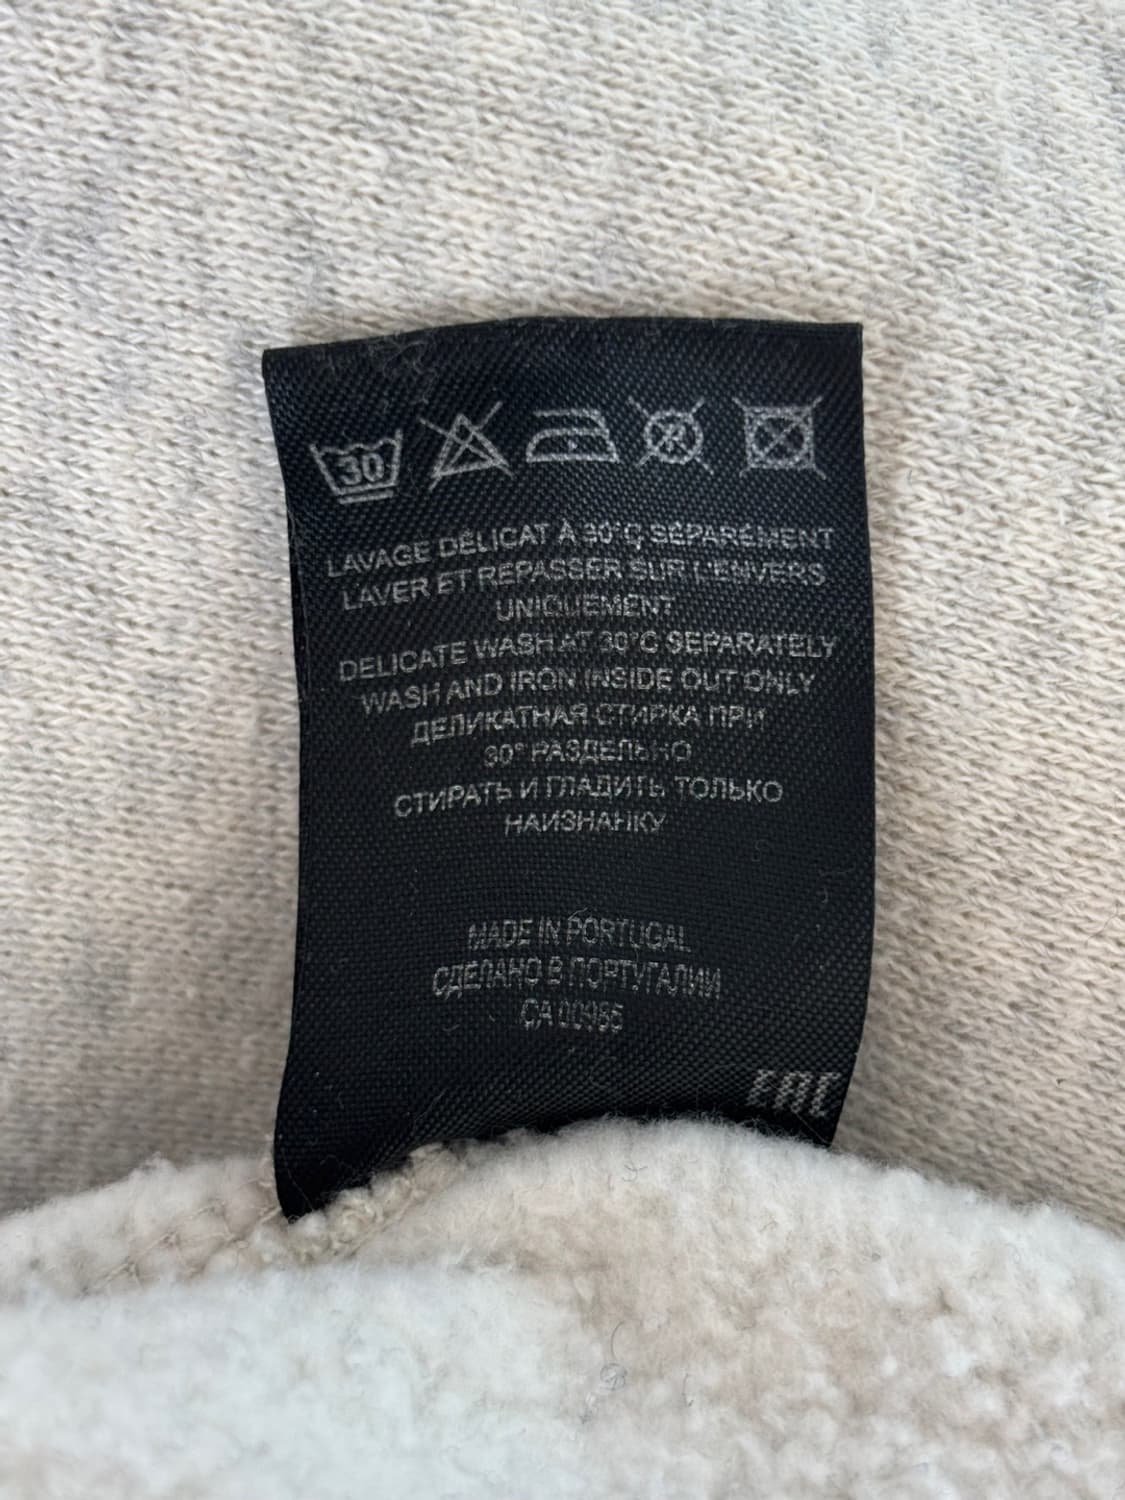 30
LAVAGE DÉLICAT À 30°C SÉPARÉMENT
LAVER ET REPASSER SUR L'ENVERS
UNIQUEMENT
DELICATE WASH AT 30°C SEPARATELY
WASH AND IRON INSIDE OUT ONLY
ДЕЛИКАТНАЯ СТИРКА ПРИ
30° РАЗДЕЛЬНО
СТИРАТЬ И ГЛАДИТЬ ТОЛЬКО
НАИЗНАНКУ
MADE IN PORTUGAL
СДЕЛАНО В ПОРТУГАЛИИ
CA 00985
EAC